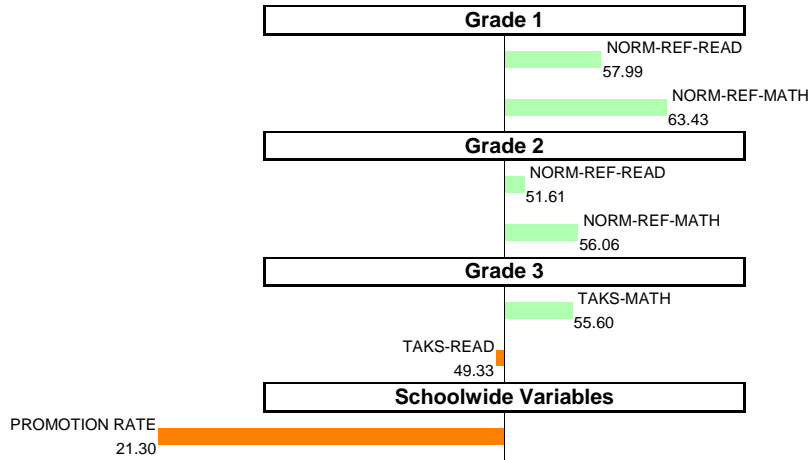 Grade 1
NORM-REF-READ
57.99
NORM-REF-MATH
63.43
Grade 2
NORM-REF-READ
51.61
NORM-REF-MATH
56.06
Grade 3
TAKS-MATH
55.60
TAKS-READ
49.33
Schoolwide Variables
PROMOTION RATE
21.30